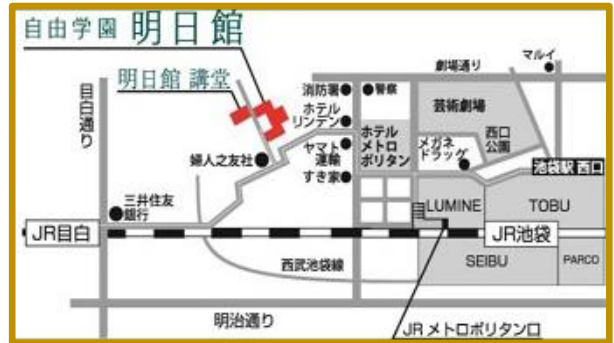 自由学園 明日館
明日館 講堂
目白通り
消防署
警察
劇場通り
マルイ
ホテル
リンデン
芸術劇場
ヤマト
運輸
すき家
ホテル
メトロ
ポリタン
メガネ
ドラッグ
西口
公園
池袋駅 西口
婦人之友社
三井住友
銀行
LUMINE
TOBU
JR目白
JR池袋
西武池袋線
SEIBU
PARCO
明治通り
JR メトロポリタン口